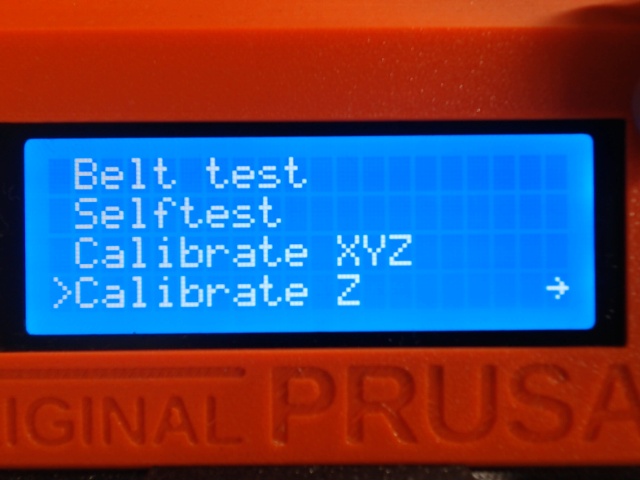 Belt test
Selftest
Calibrate XYZ
>Calibrate Z →
IGINAL PRUSA